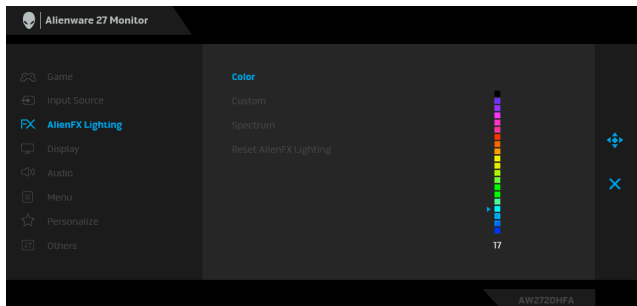 Alienware 27 Monitor
Game
Input Source
AlienFX Lighting
Display
Audio
Menu
Personalize
Others
Color
Custom
Spectrum
Reset AlienFX Lighting
17
AW2720HFA